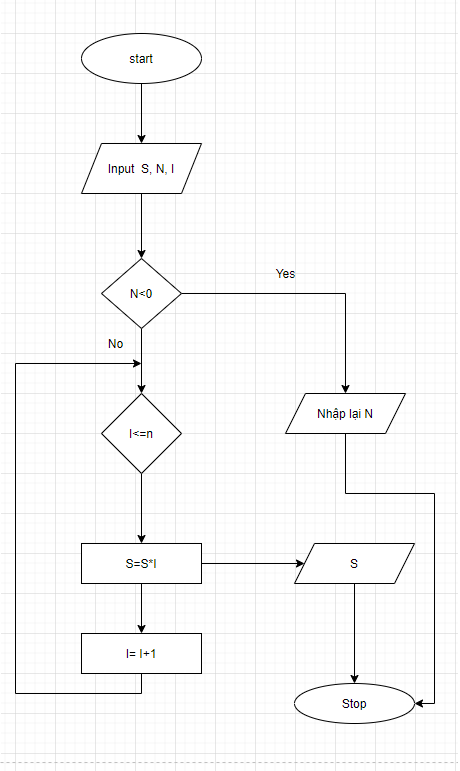 start
Input S, N, I
N<0
Yes
No
Nhập lại N
I<=n
S=S*I
S
I= I+1
Stop